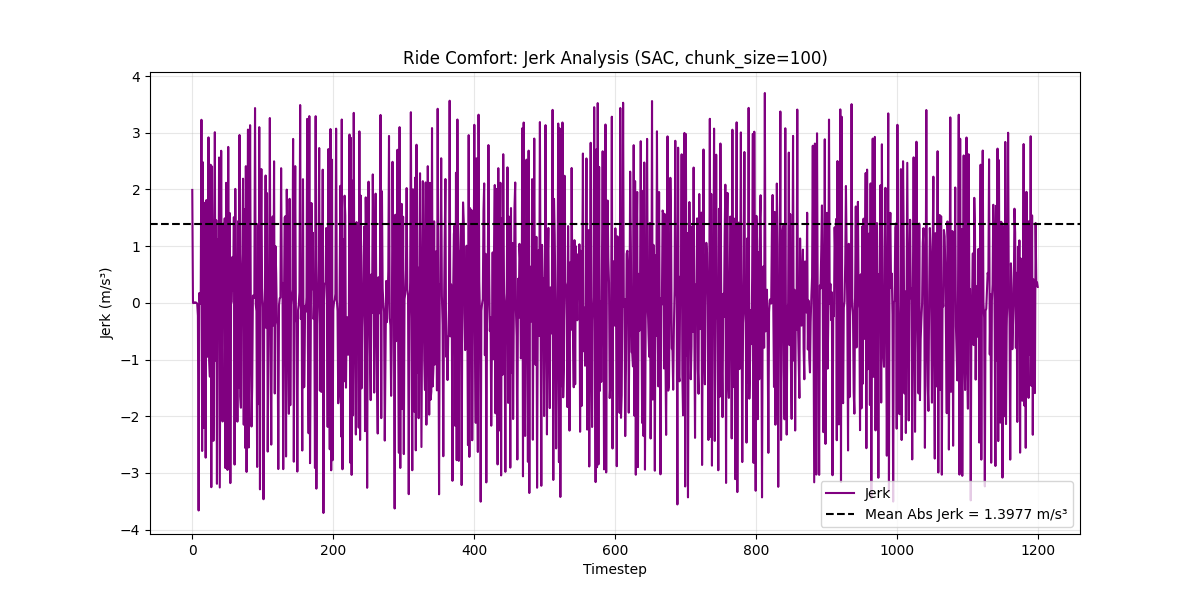 Ride Comfort: Jerk Analysis (SAC, chunk_size=100)
Jerk (m/s³)
4
3
2
1
0
−1
−2
−3
−4
0 200 400 600 800 1000 1200
Timestep
Jerk
Mean Abs Jerk = 1.3977 m/s³